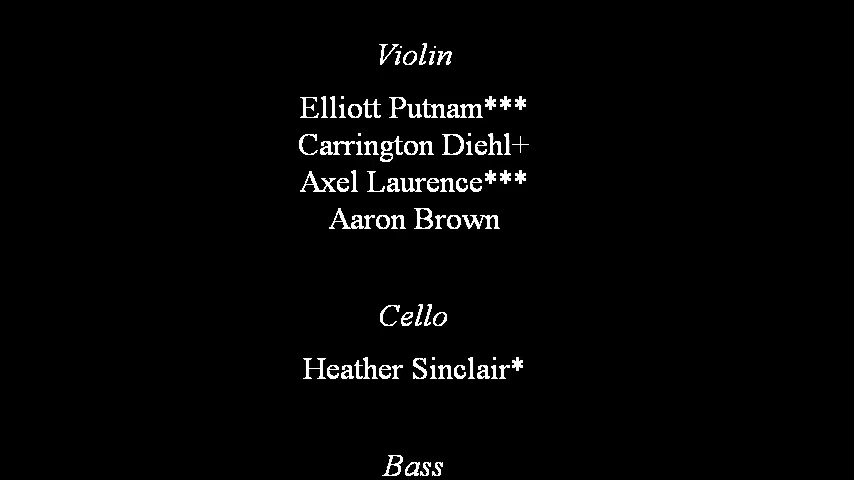 Violin
Elliott Putnam***
Carrington Diehl+
Axel Laurence***
Aaron Brown
Cello
Heather Sinclair*
Bass